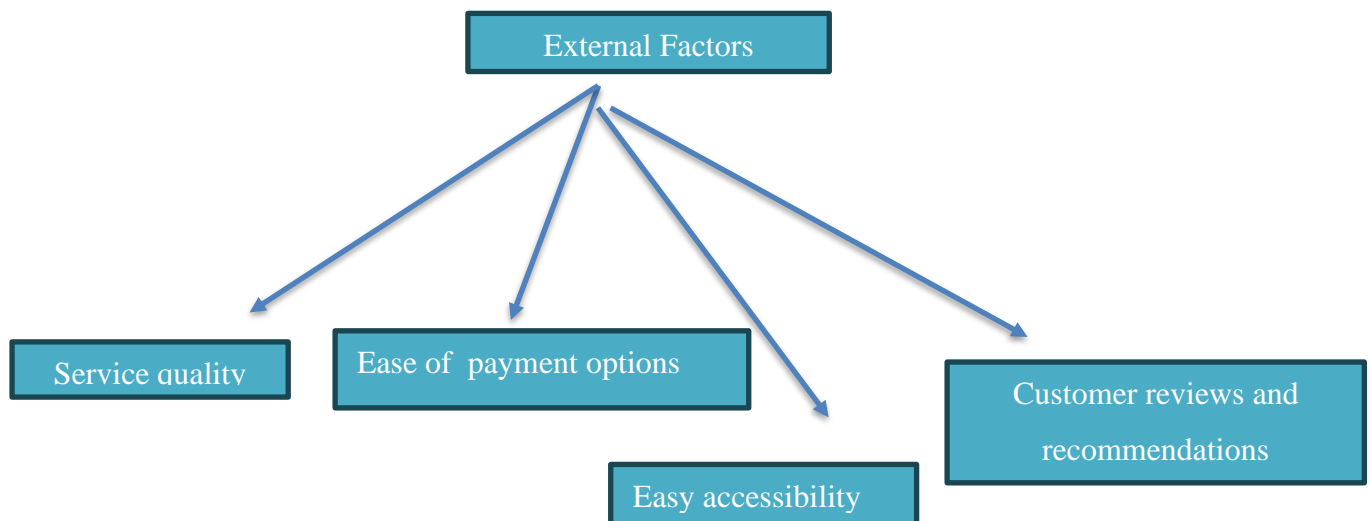 External Factors
Service quality
Ease of  payment options
Customer reviews and
recommendations
Easy accessibility